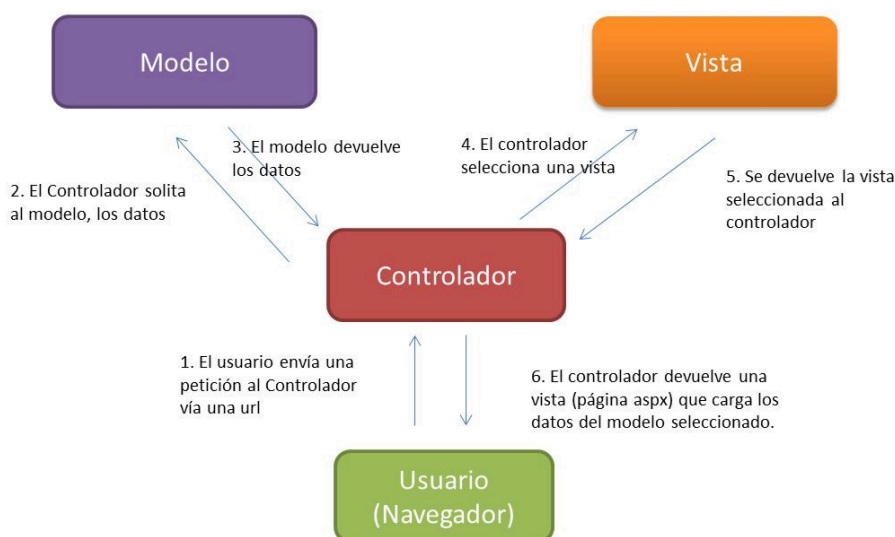 Modelo
Vista
3. El modelo devuelve
los datos
4. El controlador
selecciona una vista
2. El Controlador solita
al modelo, los datos
5. Se devuelve la vista
seleccionada al
controlador
Controlador
1. El usuario envía una
petición al Controlador
vía una url
6. El controlador devuelve una
vista (página aspx) que carga los
datos del modelo seleccionado.
Usuario
(Navegador)